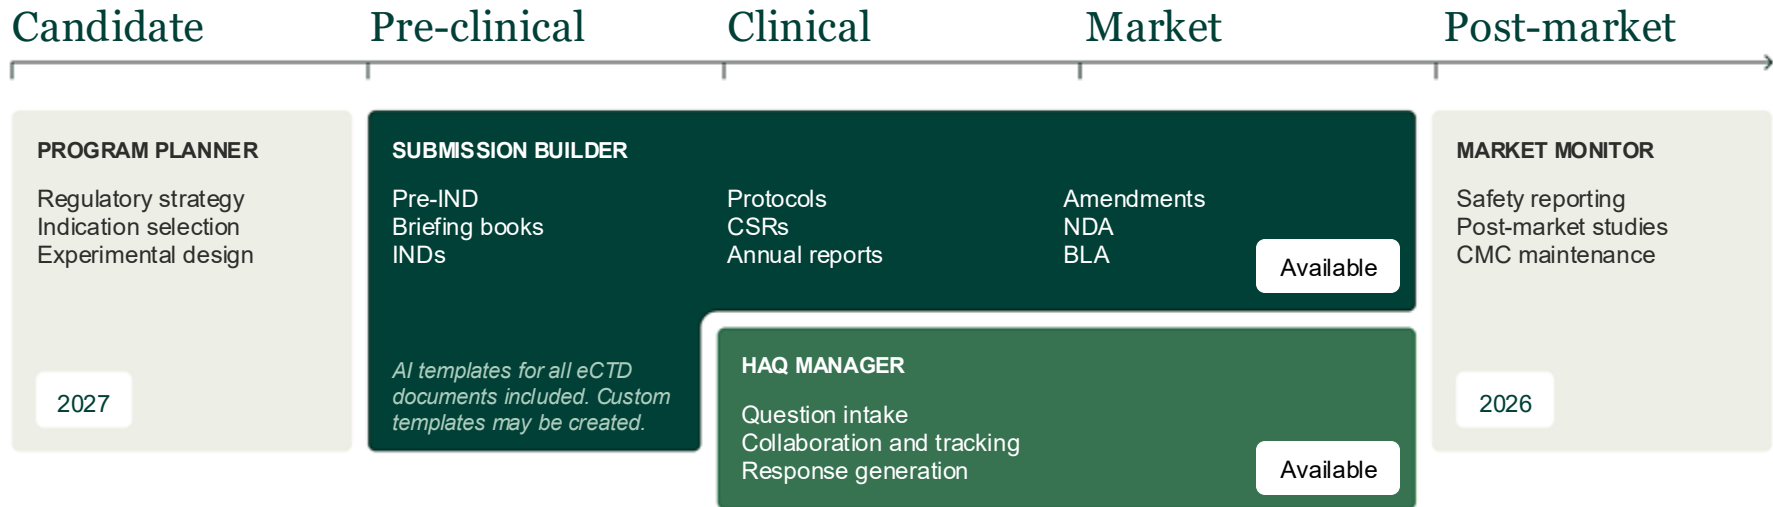 Candidate
Pre-clinical
Clinical
Market
Post-market
PROGRAM PLANNER
Regulatory strategy
Indication selection
Experimental design
2027
SUBMISSION BUILDER
Pre-IND
Briefing books
INDs
Protocols
CSRs
Annual reports
Amendments
NDA
BLA
Available
AI templates for all eCTD
documents included. Custom
templates may be created.
HAQ MANAGER
Question intake
Collaboration and tracking
Response generation
Available
MARKET MONITOR
Safety reporting
Post-market studies
CMC maintenance
2026